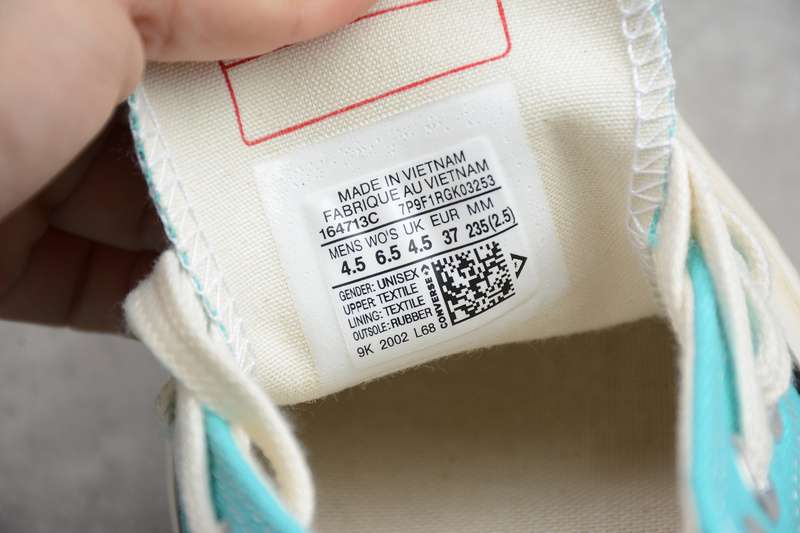 MADE IN VIETNAM
FABRIQUE AU VIETNAM
164713C 7P9F1RGK03253
MENS WO'S UK EUR MM
4.5 6.5 4.5 37 235(2.5)
GENDER: UNISEX
UPPER: TEXTILE
LINING: TEXTILE
OUTSOLE: RUBBER
CONVERSE
9K 2002 L68